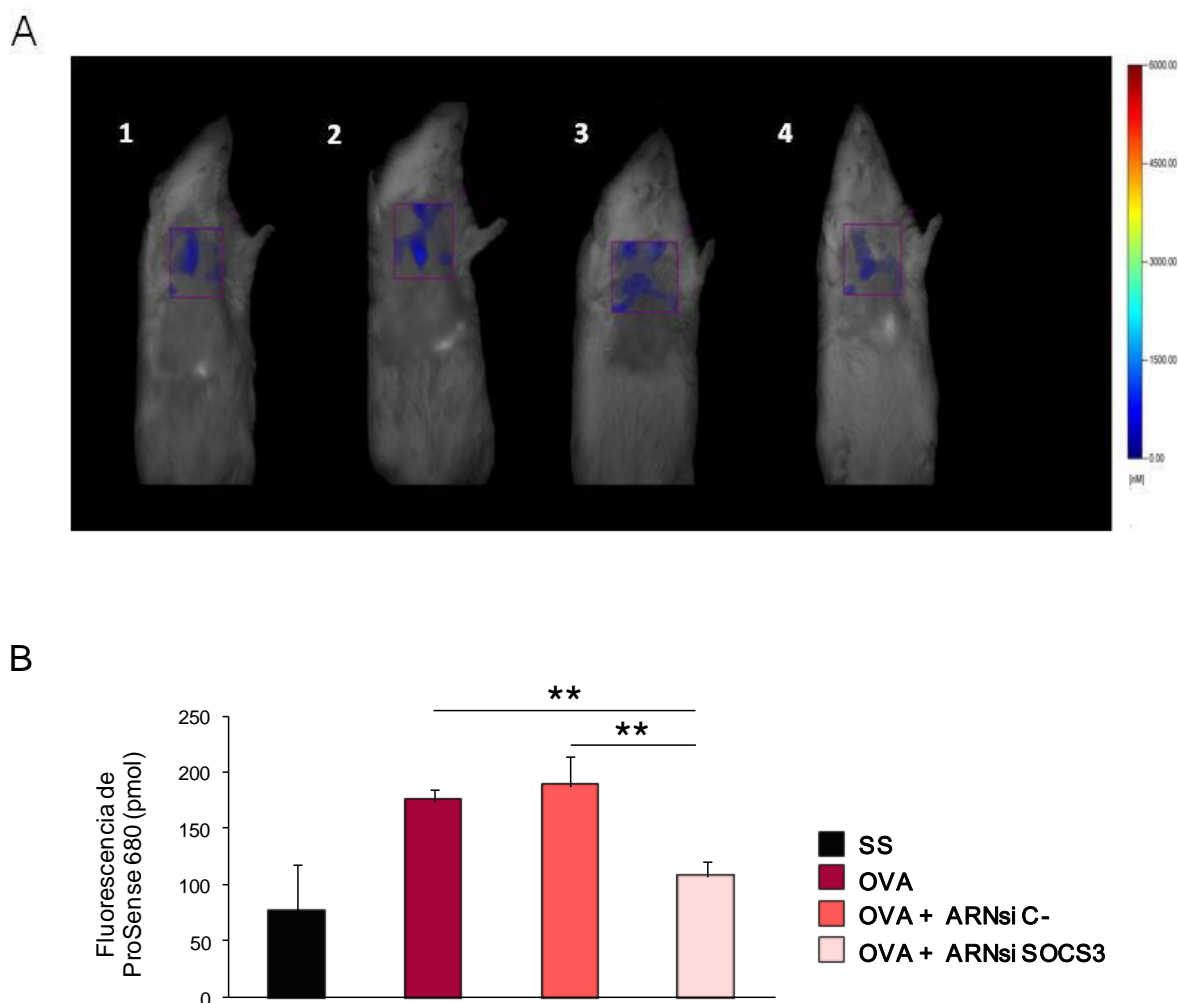 A
1
2
3
4
6000.00
4500.00
3000.00
1500.00
0.00
[nM]
B
**
**
250
200
150
100
50
0
Fluorescencia de
ProSense 680 (pmol)
SS
OVA
OVA + ARNsi C-
OVA + ARNsi SOCS3